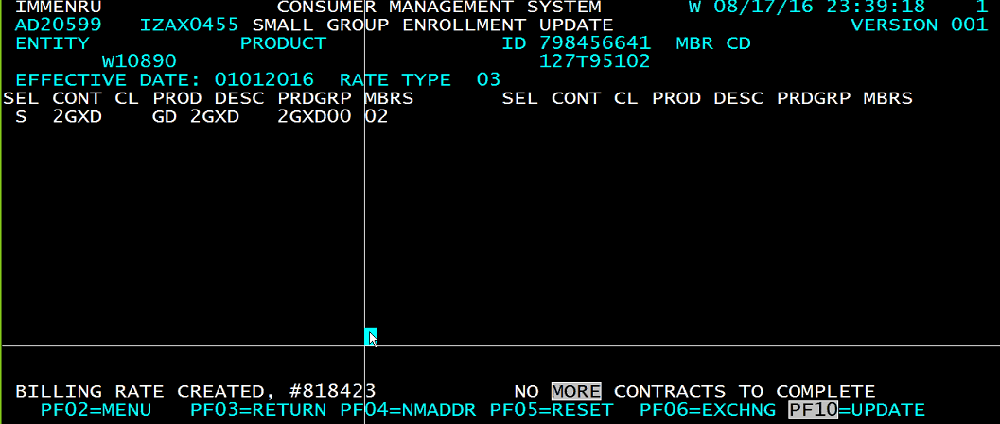 IMMENRU CONSUMER MANAGEMENT SYSTEM W 08/17/16 23:39:18 1
AD20599 IZAX0455 SMALL GROUP ENROLLMENT UPDATE VERSION 001
ENTITY PRODUCT ID 798456641 MBR CD
W10890 127T95102
EFFECTIVE DATE: 01012016 RATE TYPE 03
SEL CONT CL PROD DESC PRDGRP MBRS SEL CONT CL PROD DESC PRDGRP MBRS
S 2GXD GD 2GXD 2GXD00 02
BILLING RATE CREATED, #818423 NO MORE CONTRACTS TO COMPLETE
PF02=MENU PF03=RETURN PF04=NMADDR PF05=RESET PF06=EXCHNG PF10=UPDATE